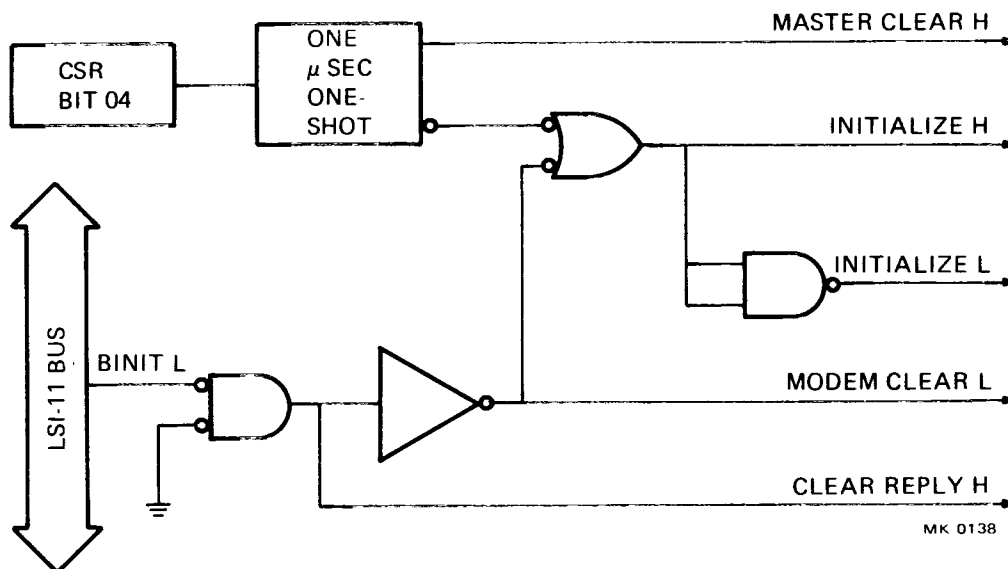 CSR
BIT 04
ONE
μ SEC
ONE-
SHOT
MASTER CLEAR H
INITIALIZE H
INITIALIZE L
LSI-11 BUS
BINIT L
MODEM CLEAR L
CLEAR REPLY H
MK 0138